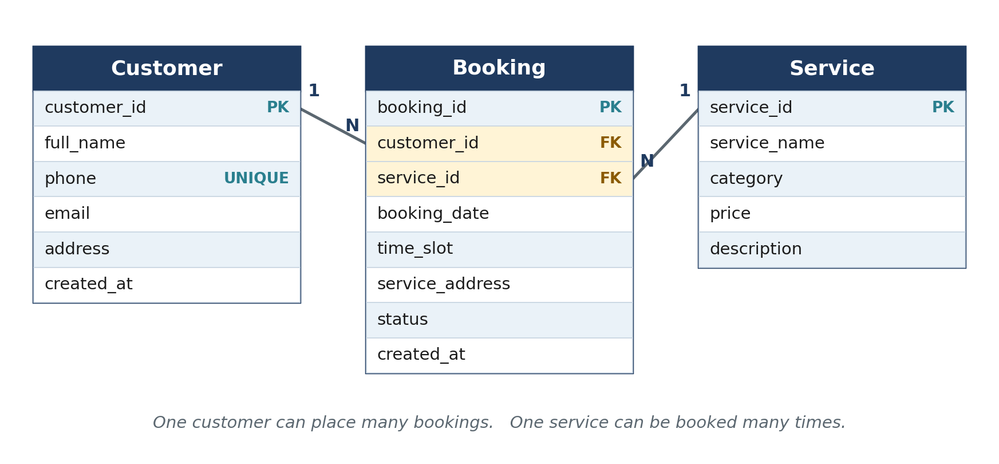 Customer
customer_id PK
full_name
phone UNIQUE
email
address
created_at
1
N
Booking
booking_id PK
customer_id FK
service_id FK
booking_date
time_slot
service_address
status
created_at
1
N
Service
service_id PK
service_name
category
price
description
One customer can place many bookings. One service can be booked many times.